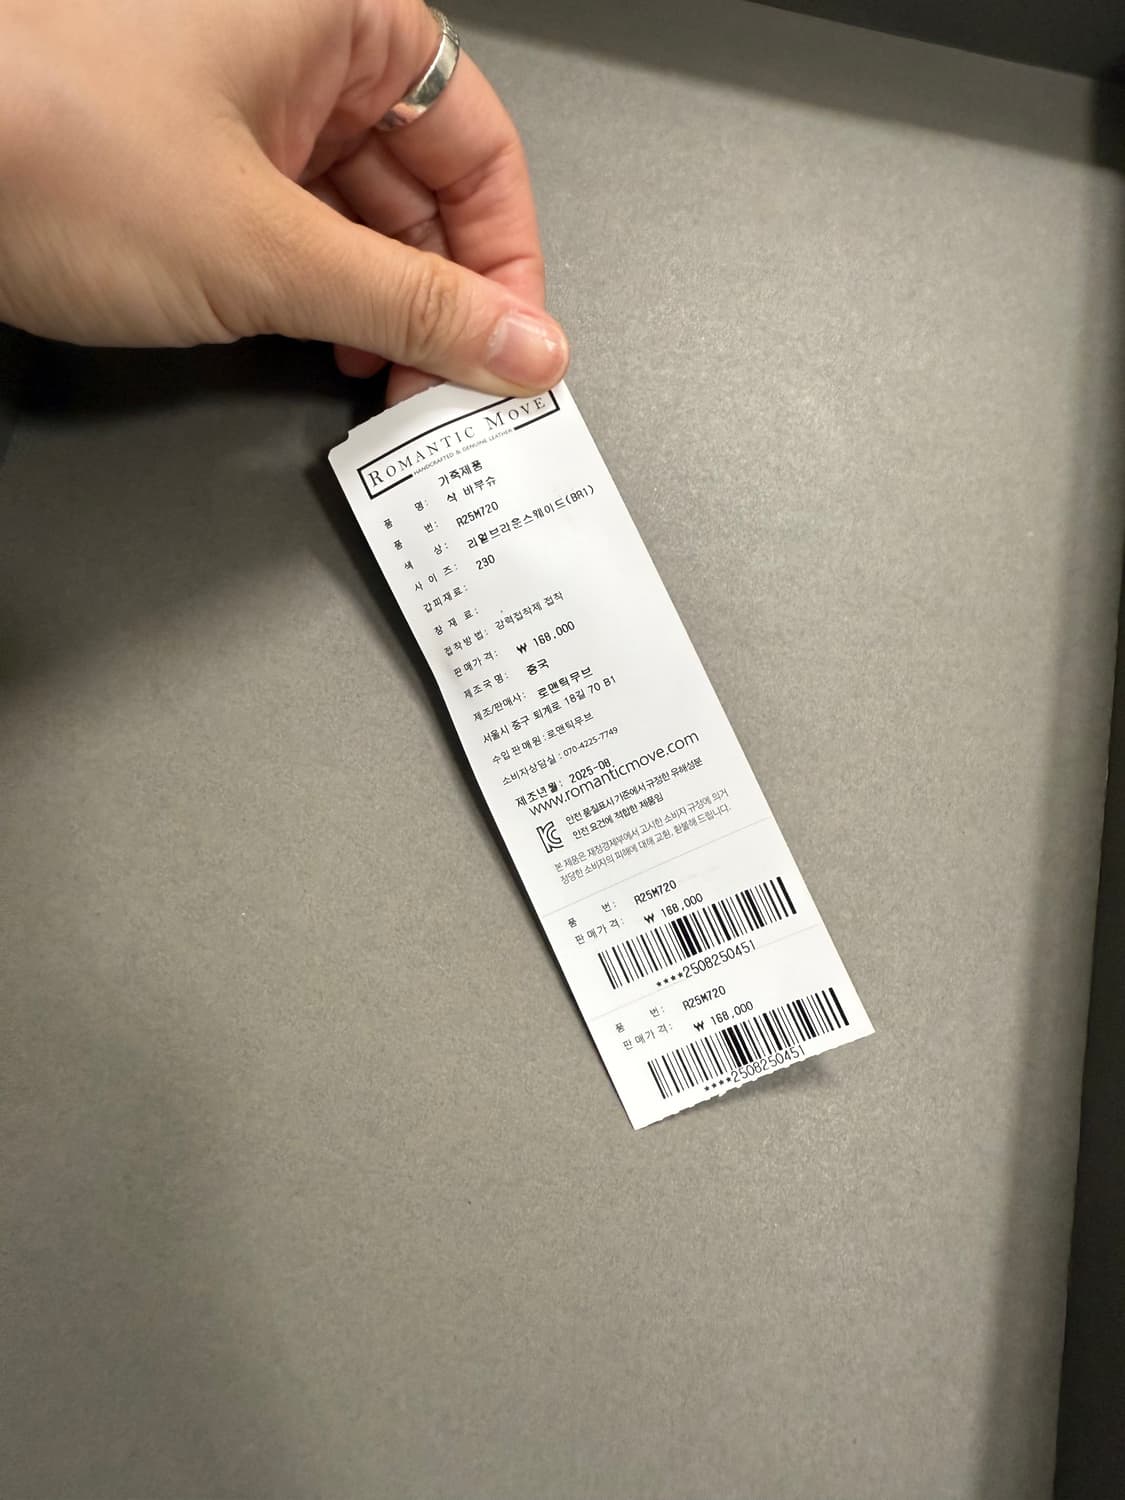 ROMANTIC MOVE
HANDCRAFTED & GENUINE LEATHER
가죽제품
품 명: 삭 바부슈
품 번: R25M720
색 상: 리얼브라운스웨이드(BR1)
사 이 즈: 230
갑피재료:
창 재 료: .
접착방법: 강력접착제 접착
판매가격: ₩ 168,000
제조국명: 중국
제조/판매사: 로맨틱무브
서울시 중구 퇴계로 18길 70 B1
수입판매원:로맨틱무브
소비자상담실 : 070-4225-7749
제조년월: 2025-08.
www.romanticmove.com
안전 품질표시 기준에서 규정한 유해성분
안전 요건에 적합한 제품임
본 제품은 재정경제부에서 고시한 소비자 규정에 의거
정당한 소비자의 피해에 대해 교환, 환불해 드립니다.
품 번: R25M720
판매가격: ₩ 168,000
****2508250451
품 번: R25M720
판매가격: ₩ 168,000
****2508250451